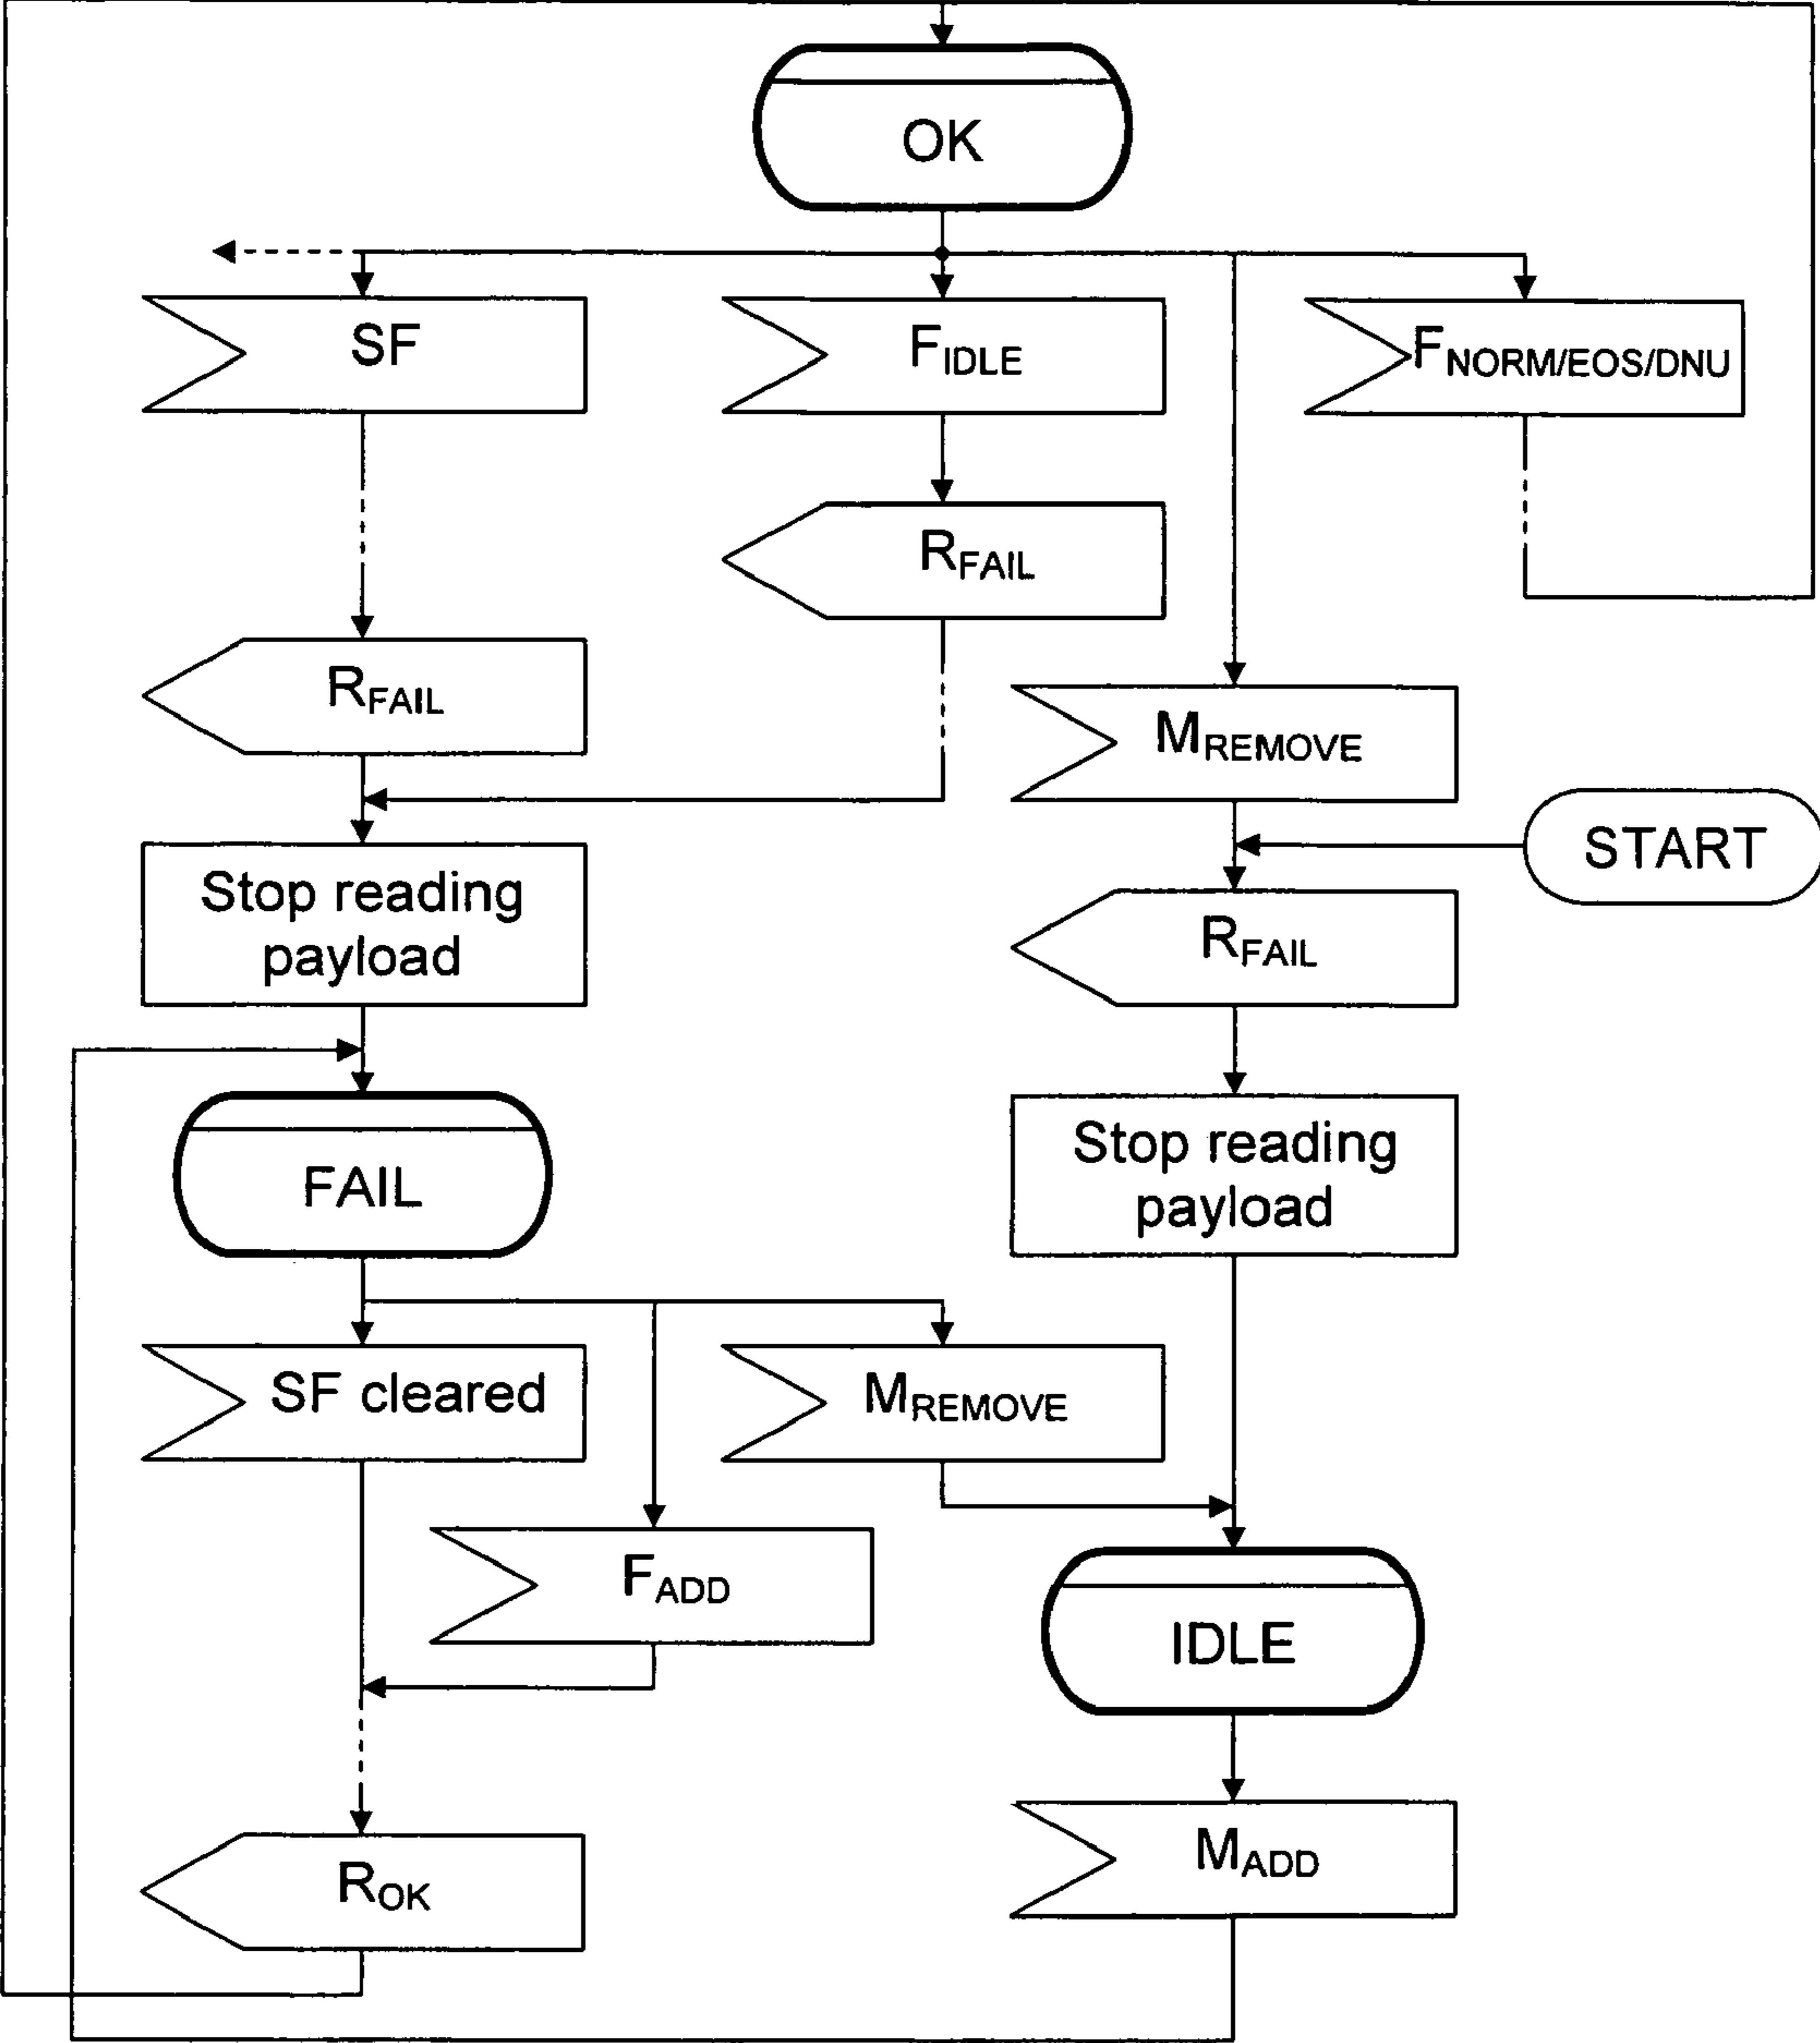 OK
SF
FIDLE
FNORM/EOS/DNU
RFAIL
RFAIL
MREMOVE
START
Stop reading
payload
RFAIL
FAIL
Stop reading
payload
SF cleared
MREMOVE
FADD
IDLE
ROK
MADD